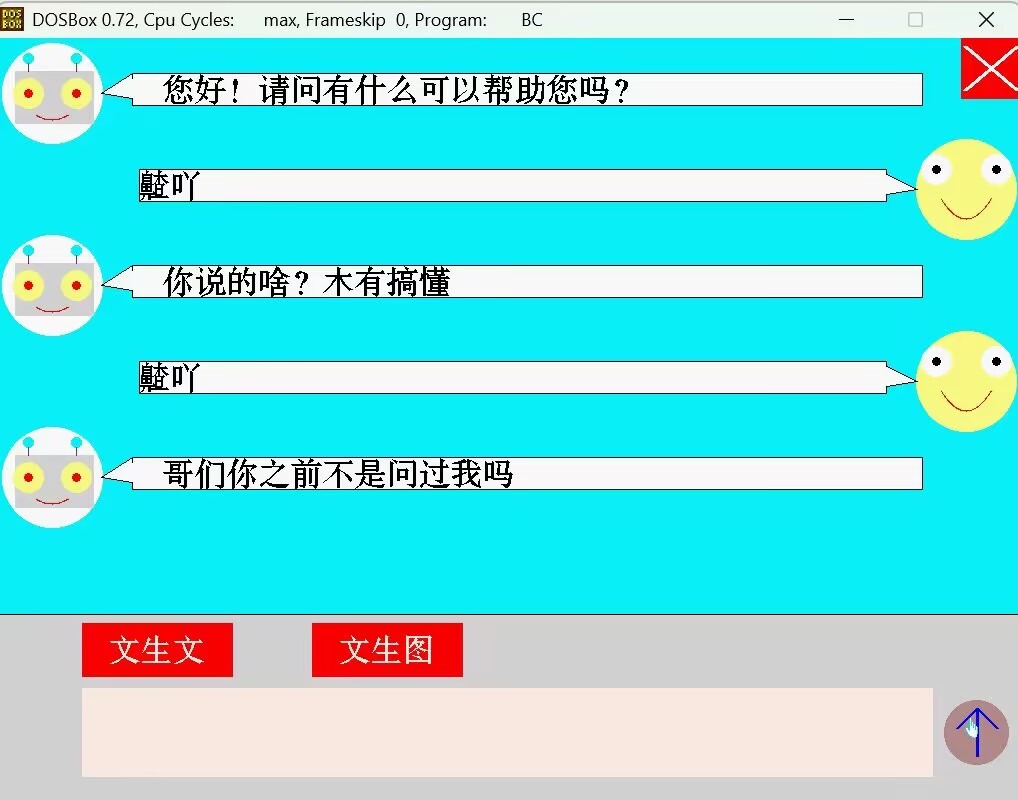 DOSBox 0.72, Cpu Cycles: max, Frameskip 0, Program: BC
您好！请问有什么可以帮助您吗？
吖
你说的啥？木有搞懂
吖
哥们你之前不是问过我吗
文生文
文生图